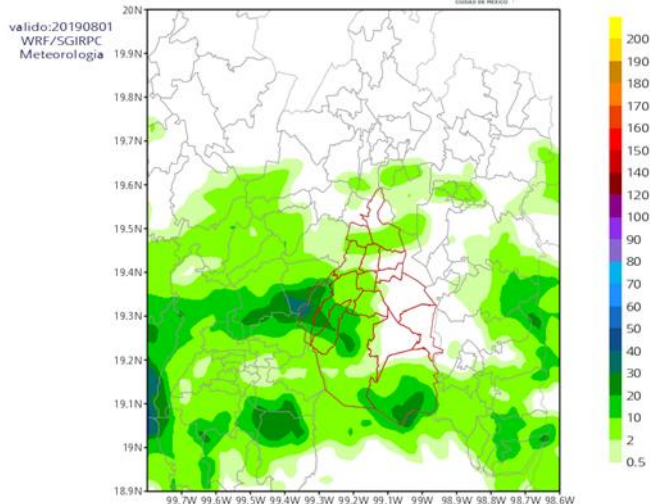 CIUDAD DE MÉXICO
valido:20190801
WRF/SGIRPC
Meteorologia
20N
19.9N
19.8N
19.7N
19.6N
19.5N
19.4N
19.3N
19.2N
19.1N
19N
18.9N
99.7W 99.6W 99.5W 99.4W 99.3W 99.2W 99.1W 99W 98.9W 98.8W 98.7W 98.6W
200
180
170
160
150
140
130
120
110
100
90
80
70
60
50
40
30
20
10
2
0.5